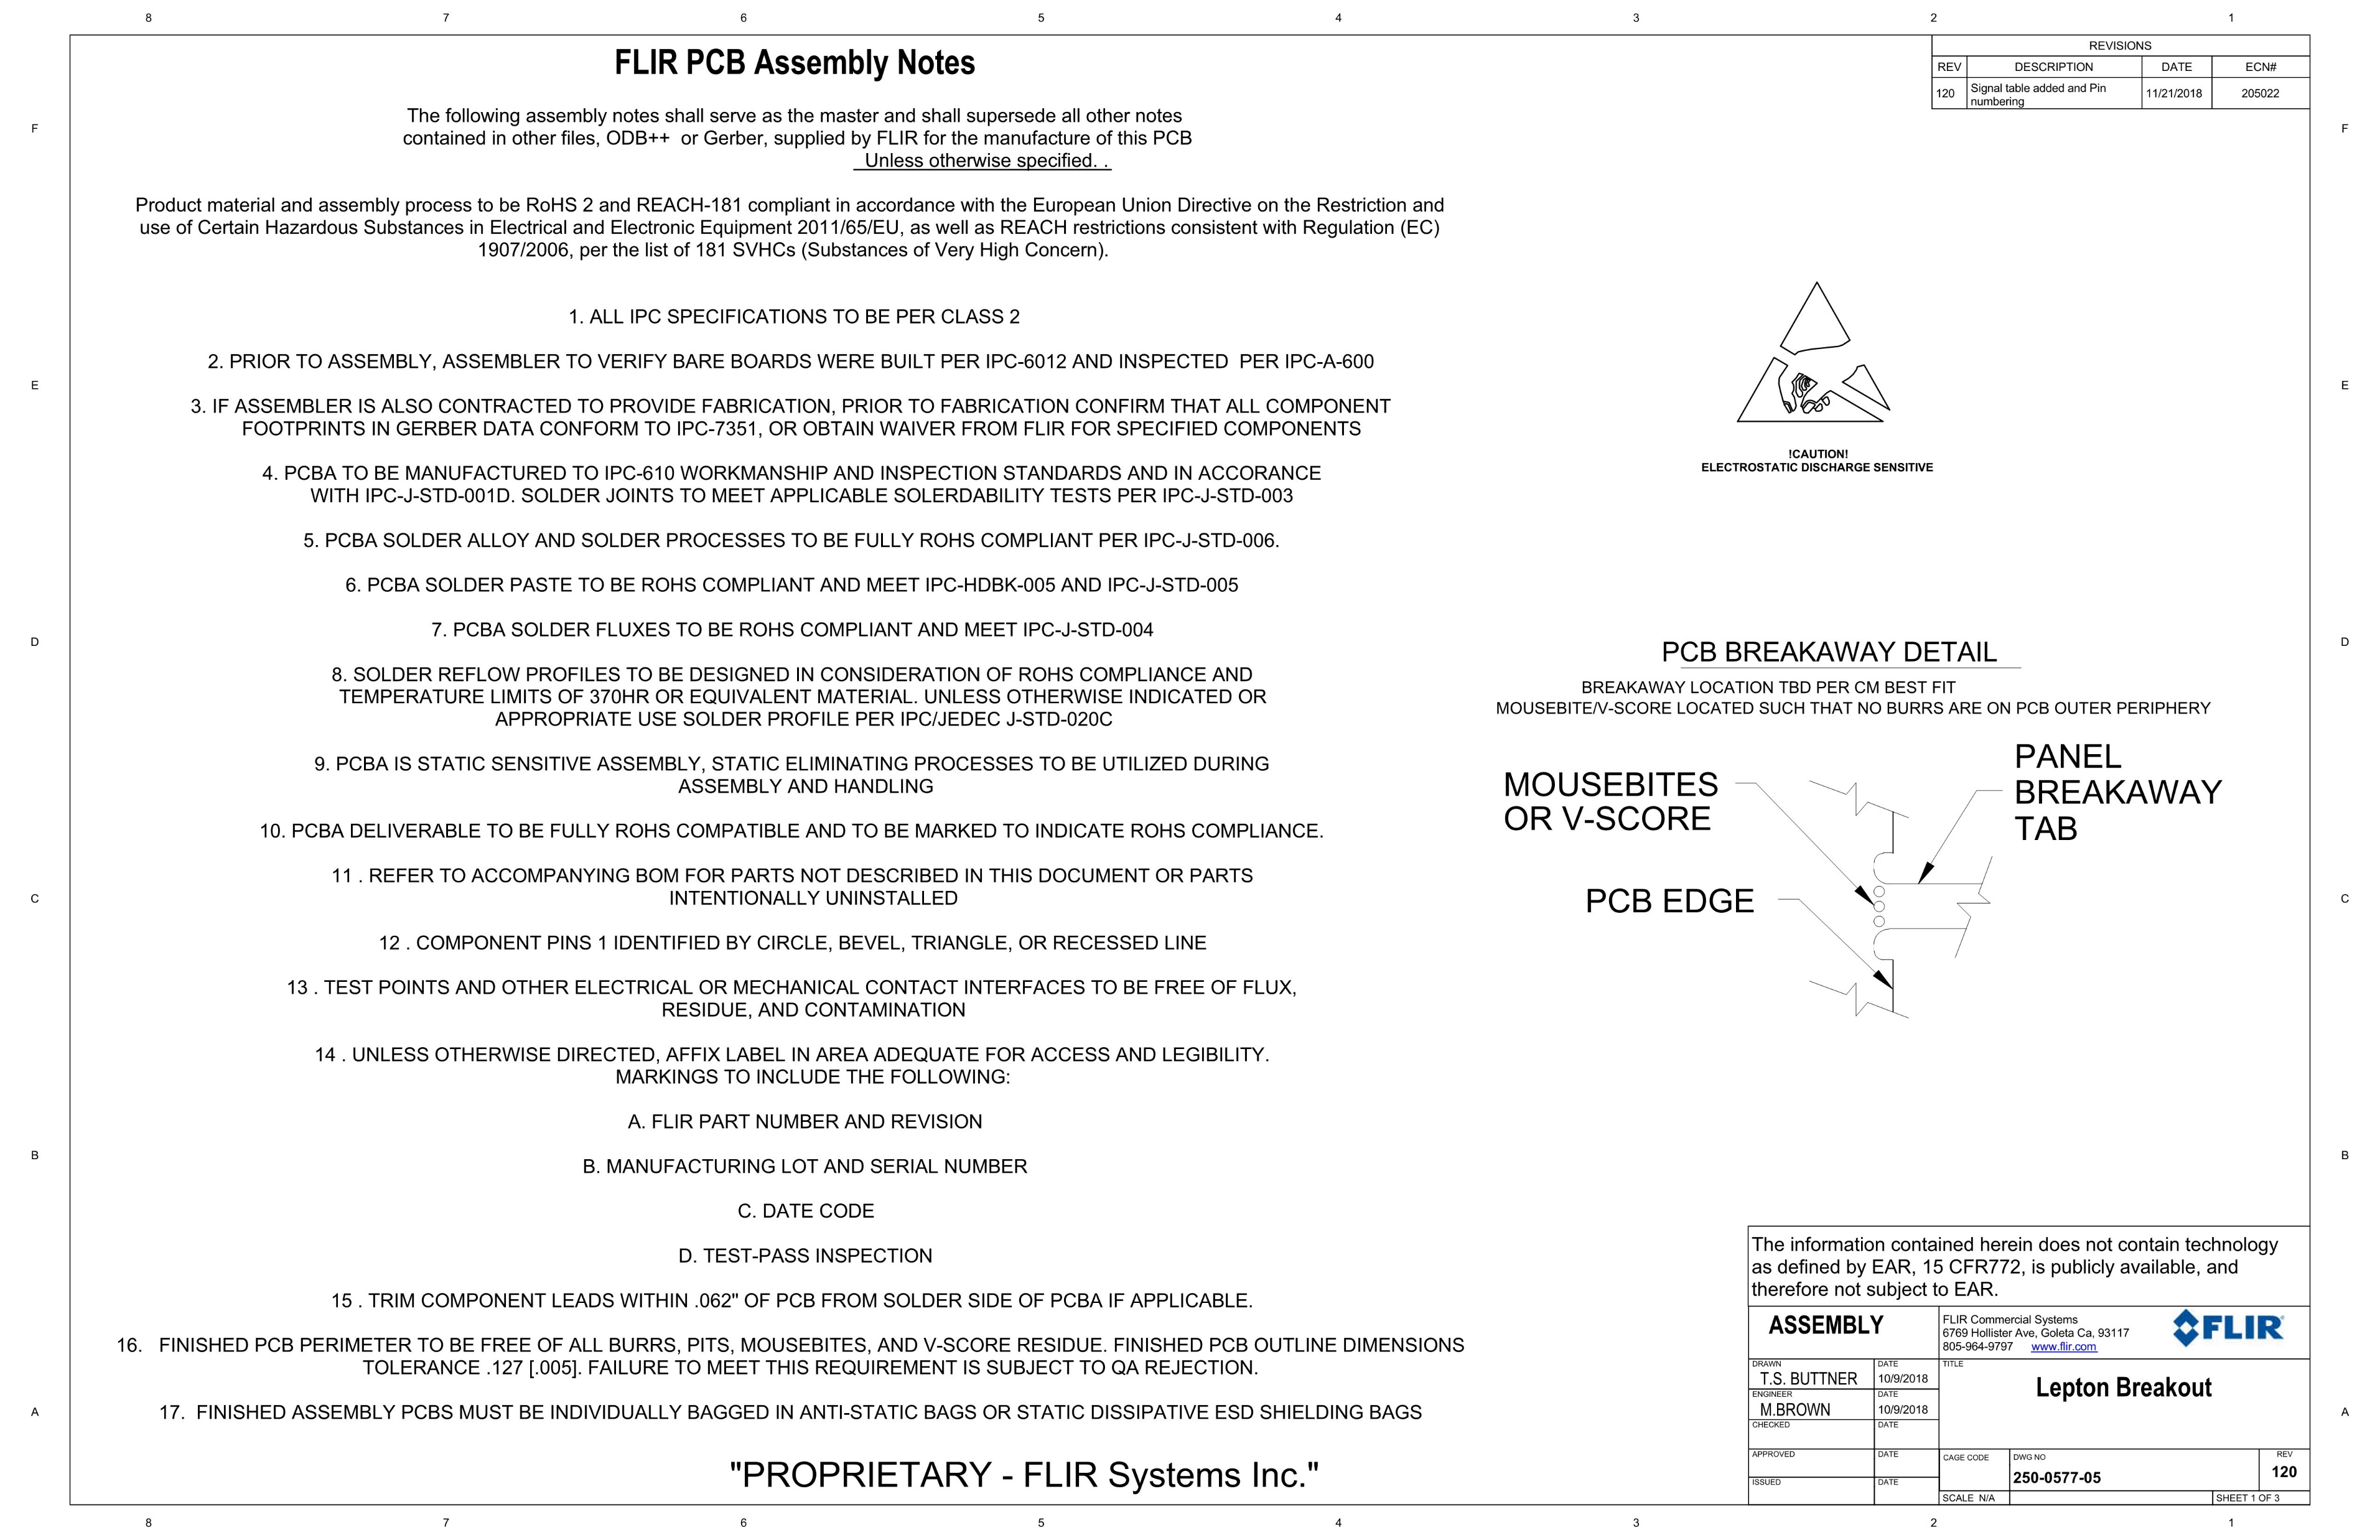 8 7 6 5 4 3 2 1
F
E
D
C
B
A
FLIR PCB Assembly Notes
The following assembly notes shall serve as the master and shall supersede all other notes
contained in other files, ODB++ or Gerber, supplied by FLIR for the manufacture of this PCB
Unless otherwise specified. .
Product material and assembly process to be RoHS 2 and REACH-181 compliant in accordance with the European Union Directive on the Restriction and
use of Certain Hazardous Substances in Electrical and Electronic Equipment 2011/65/EU, as well as REACH restrictions consistent with Regulation (EC)
1907/2006, per the list of 181 SVHCs (Substances of Very High Concern).
1. ALL IPC SPECIFICATIONS TO BE PER CLASS 2
2. PRIOR TO ASSEMBLY, ASSEMBLER TO VERIFY BARE BOARDS WERE BUILT PER IPC-6012 AND INSPECTED PER IPC-A-600
3. IF ASSEMBLER IS ALSO CONTRACTED TO PROVIDE FABRICATION, PRIOR TO FABRICATION CONFIRM THAT ALL COMPONENT
FOOTPRINTS IN GERBER DATA CONFORM TO IPC-7351, OR OBTAIN WAIVER FROM FLIR FOR SPECIFIED COMPONENTS
4. PCBA TO BE MANUFACTURED TO IPC-610 WORKMANSHIP AND INSPECTION STANDARDS AND IN ACCORANCE
WITH IPC-J-STD-001D. SOLDER JOINTS TO MEET APPLICABLE SOLERDABILITY TESTS PER IPC-J-STD-003
5. PCBA SOLDER ALLOY AND SOLDER PROCESSES TO BE FULLY ROHS COMPLIANT PER IPC-J-STD-006.
6. PCBA SOLDER PASTE TO BE ROHS COMPLIANT AND MEET IPC-HDBK-005 AND IPC-J-STD-005
7. PCBA SOLDER FLUXES TO BE ROHS COMPLIANT AND MEET IPC-J-STD-004
8. SOLDER REFLOW PROFILES TO BE DESIGNED IN CONSIDERATION OF ROHS COMPLIANCE AND
TEMPERATURE LIMITS OF 370HR OR EQUIVALENT MATERIAL. UNLESS OTHERWISE INDICATED OR
APPROPRIATE USE SOLDER PROFILE PER IPC/JEDEC J-STD-020C
9. PCBA IS STATIC SENSITIVE ASSEMBLY, STATIC ELIMINATING PROCESSES TO BE UTILIZED DURING
ASSEMBLY AND HANDLING
10. PCBA DELIVERABLE TO BE FULLY ROHS COMPATIBLE AND TO BE MARKED TO INDICATE ROHS COMPLIANCE.
11 . REFER TO ACCOMPANYING BOM FOR PARTS NOT DESCRIBED IN THIS DOCUMENT OR PARTS
INTENTIONALLY UNINSTALLED
12 . COMPONENT PINS 1 IDENTIFIED BY CIRCLE, BEVEL, TRIANGLE, OR RECESSED LINE
13 . TEST POINTS AND OTHER ELECTRICAL OR MECHANICAL CONTACT INTERFACES TO BE FREE OF FLUX,
RESIDUE, AND CONTAMINATION
14 . UNLESS OTHERWISE DIRECTED, AFFIX LABEL IN AREA ADEQUATE FOR ACCESS AND LEGIBILITY.
MARKINGS TO INCLUDE THE FOLLOWING:
A. FLIR PART NUMBER AND REVISION
B. MANUFACTURING LOT AND SERIAL NUMBER
C. DATE CODE
D. TEST-PASS INSPECTION
15 . TRIM COMPONENT LEADS WITHIN .062" OF PCB FROM SOLDER SIDE OF PCBA IF APPLICABLE.
16. FINISHED PCB PERIMETER TO BE FREE OF ALL BURRS, PITS, MOUSEBITES, AND V-SCORE RESIDUE. FINISHED PCB OUTLINE DIMENSIONS
TOLERANCE .127 [.005]. FAILURE TO MEET THIS REQUIREMENT IS SUBJECT TO QA REJECTION.
17. FINISHED ASSEMBLY PCBS MUST BE INDIVIDUALLY BAGGED IN ANTI-STATIC BAGS OR STATIC DISSIPATIVE ESD SHIELDING BAGS
"PROPRIETARY - FLIR Systems Inc."
REVISIONS
REV DESCRIPTION DATE ECN#
120 Signal table added and Pin numbering 11/21/2018 205022
!CAUTION!
ELECTROSTATIC DISCHARGE SENSITIVE
PCB BREAKAWAY DETAIL
BREAKAWAY LOCATION TBD PER CM BEST FIT
MOUSEBITE/V-SCORE LOCATED SUCH THAT NO BURRS ARE ON PCB OUTER PERIPHERY
MOUSEBITES
OR V-SCORE
PANEL
BREAKAWAY
TAB
PCB EDGE
The information contained herein does not contain technology
as defined by EAR, 15 CFR772, is publicly available, and
therefore not subject to EAR.
ASSEMBLY
FLIR Commercial Systems
6769 Hollister Ave, Goleta Ca, 93117
805-964-9797 www.flir.com
FLIR
DRAWN DATE
T.S. BUTTNER 10/9/2018
ENGINEER DATE
M.BROWN 10/9/2018
CHECKED DATE
APPROVED DATE
ISSUED DATE
TITLE
Lepton Breakout
CAGE CODE
DWG NO
250-0577-05
REV
120
SCALE N/A
SHEET 1 OF 3
F
E
D
C
B
A
8 7 6 5 4 3 2 1